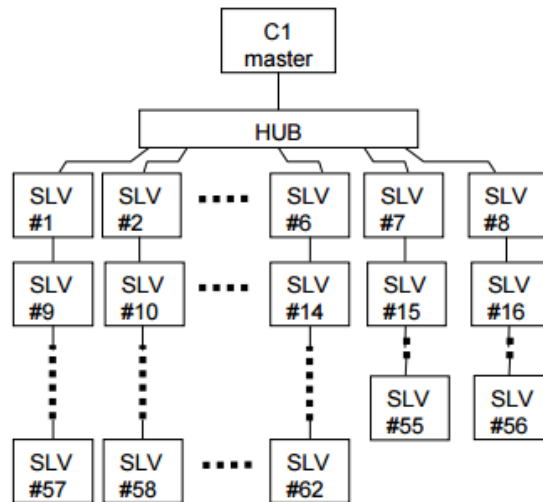 C1
master
HUB
SLV
#1
SLV
#2
SLV
#6
SLV
#7
SLV
#8
SLV
#9
SLV
#10
SLV
#14
SLV
#15
SLV
#16
SLV
#55
SLV
#56
SLV
#57
SLV
#58
SLV
#62